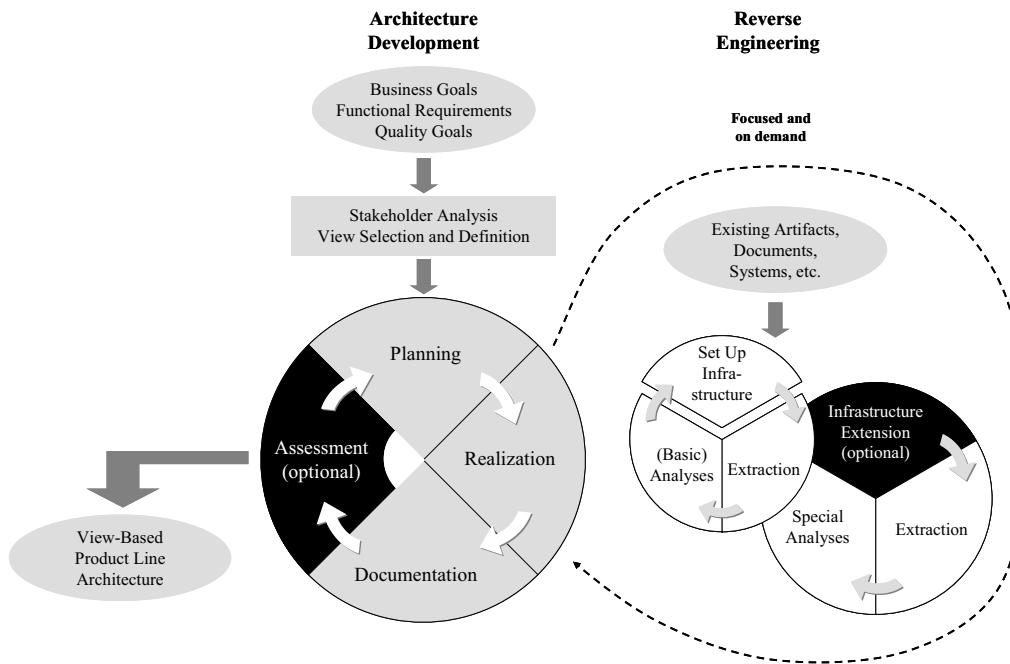 Architecture
Development
Reverse
Engineering
Business Goals
Functional Requirements
Quality Goals
Focused and
on demand
Stakeholder Analysis
View Selection and Definition
Existing Artifacts,
Documents,
Systems, etc.
Planning
Set Up
Infra-
structure
Assessment
(optional)
Realization
(Basic)
Analyses
Extraction
Infrastructure
Extension
(optional)
Special
Analyses
Extraction
View-Based
Product Line
Architecture
Documentation